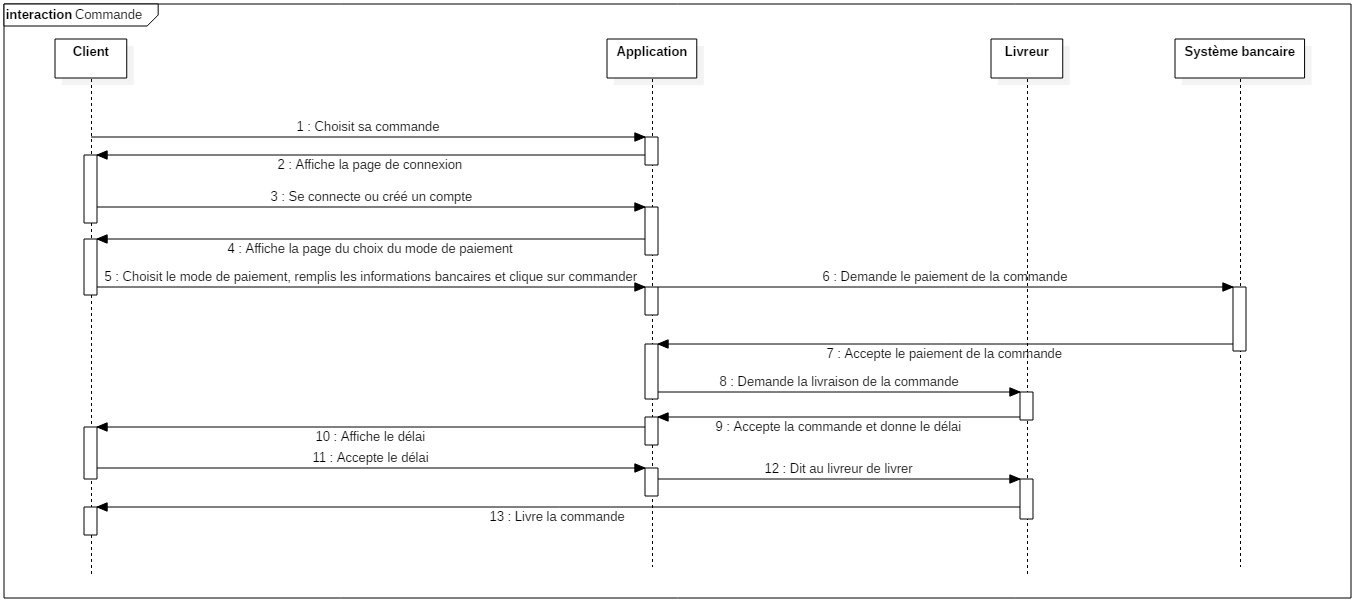 interaction Commande
Client
Application
Livreur
Système bancaire
1 : Choisit sa commande
2 : Affiche la page de connexion
3 : Se connecte ou créé un compte
4 : Affiche la page du choix du mode de paiement
5 : Choisit le mode de paiement, remplis les informations bancaires et clique sur commander
6 : Demande le paiement de la commande
7 : Accepte le paiement de la commande
8 : Demande la livraison de la commande
9 : Accepte la commande et donne le délai
10 : Affiche le délai
11 : Accepte le délai
12 : Dit au livreur de livrer
13 : Livre la commande